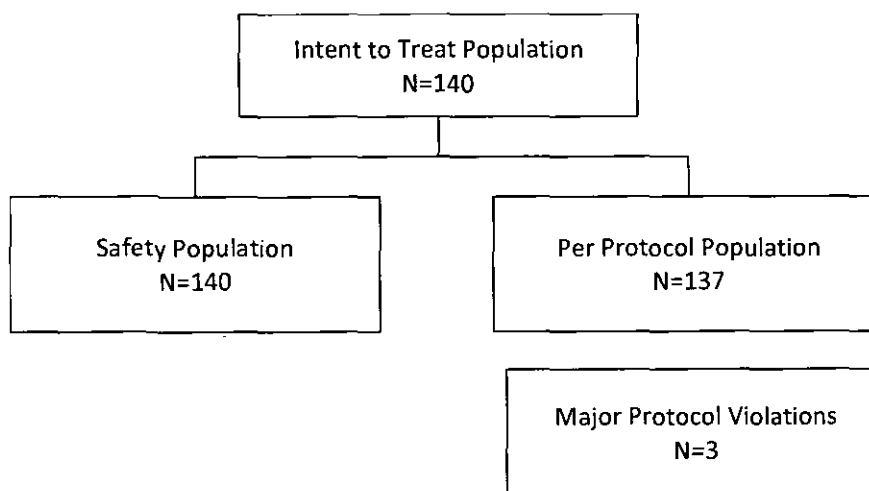 Intent to Treat Population
N=140
Safety Population
N=140
Per Protocol Population
N=137
Major Protocol Violations
N=3